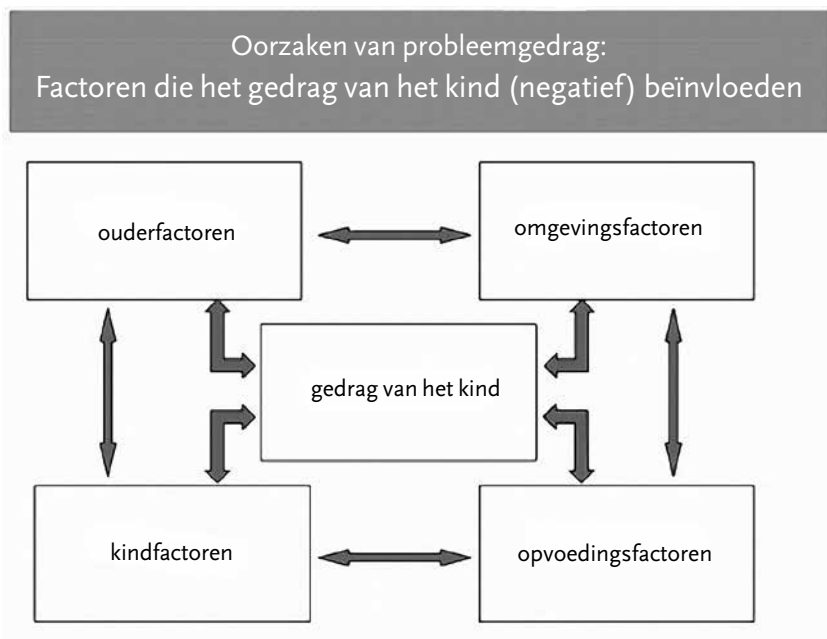 Oorzaken van probleemgedrag:
Factoren die het gedrag van het kind (negatief) beïnvloeden
ouderfactoren
omgevingsfactoren
gedrag van het kind
kindfactoren
opvoedingsfactoren